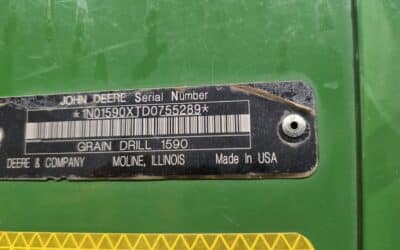 JOHN DEERE Serial Number
*1N01590XTD0755289*
GRAIN DRILL 1590
DEERE & COMPANY MOLINE, ILLINOIS Made In USA